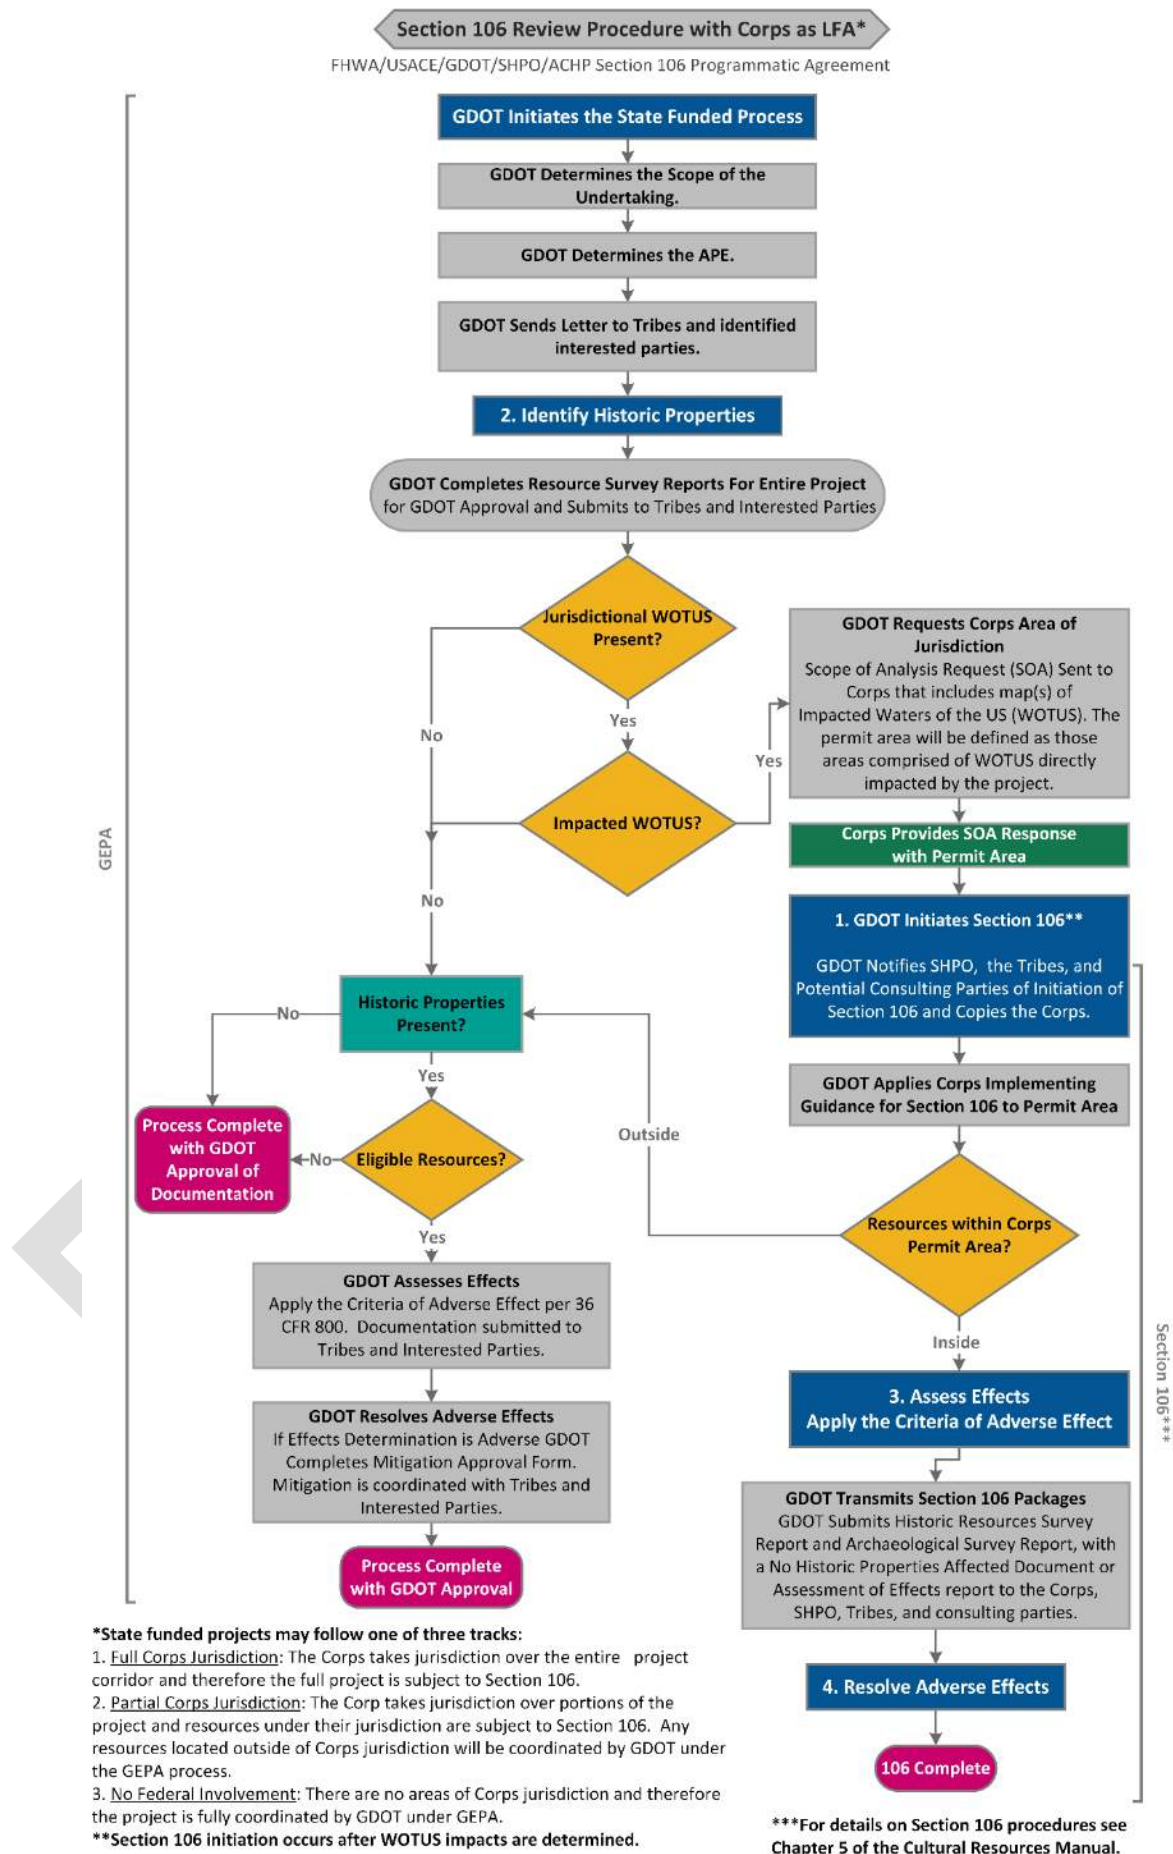 Section 106 Review Procedure with Corps as LFA*
FHWA/USACE/GDOT/SHPO/ACHP Section 106 Programmatic Agreement
GDOT Initiates the State Funded Process
GDOT Determines the Scope of the
Undertaking.
GDOT Determines the APE.
GDOT Sends Letter to Tribes and identified
interested parties.
2. Identify Historic Properties
GDOT Completes Resource Survey Reports For Entire Project
for GDOT Approval and Submits to Tribes and Interested Parties
Jurisdictional WOTUS
Present?
Yes
No
Impacted WOTUS?
Yes
No
GDOT Requests Corps Area of
Jurisdiction
Scope of Analysis Request (SOA) Sent to
Corps that includes map(s) of
Impacted Waters of the US (WOTUS). The
permit area will be defined as those
areas comprised of WOTUS directly
impacted by the project.
Corps Provides SOA Response
with Permit Area
1. GDOT Initiates Section 106**
GDOT Notifies SHPO, the Tribes, and
Potential Consulting Parties of Initiation of
Section 106 and Copies the Corps.
GDOT Applies Corps Implementing
Guidance for Section 106 to Permit Area
Resources within Corps
Permit Area?
Outside
Inside
GEPA
Historic Properties
Present?
No
Yes
Process Complete
with GDOT
Approval of
Documentation
Eligible Resources?
No
Yes
GDOT Assesses Effects
Apply the Criteria of Adverse Effect per 36
CFR 800. Documentation submitted to
Tribes and Interested Parties.
GDOT Resolves Adverse Effects
If Effects Determination is Adverse GDOT
Completes Mitigation Approval Form.
Mitigation is coordinated with Tribes and
Interested Parties.
Process Complete
with GDOT Approval
3. Assess Effects
Apply the Criteria of Adverse Effect
GDOT Transmits Section 106 Packages
GDOT Submits Historic Resources Survey
Report and Archaeological Survey Report, with
a No Historic Properties Affected Document or
Assessment of Effects report to the Corps,
SHPO, Tribes, and consulting parties.
4. Resolve Adverse Effects
106 Complete
Section 106***
*State funded projects may follow one of three tracks:
1. Full Corps Jurisdiction: The Corps takes jurisdiction over the entire project
corridor and therefore the full project is subject to Section 106.
2. Partial Corps Jurisdiction: The Corp takes jurisdiction over portions of the
project and resources under their jurisdiction are subject to Section 106. Any
resources located outside of Corps jurisdiction will be coordinated by GDOT under
the GEPA process.
3. No Federal Involvement: There are no areas of Corps jurisdiction and therefore
the project is fully coordinated by GDOT under GEPA.
**Section 106 initiation occurs after WOTUS impacts are determined.
***For details on Section 106 procedures see
Chapter 5 of the Cultural Resources Manual.